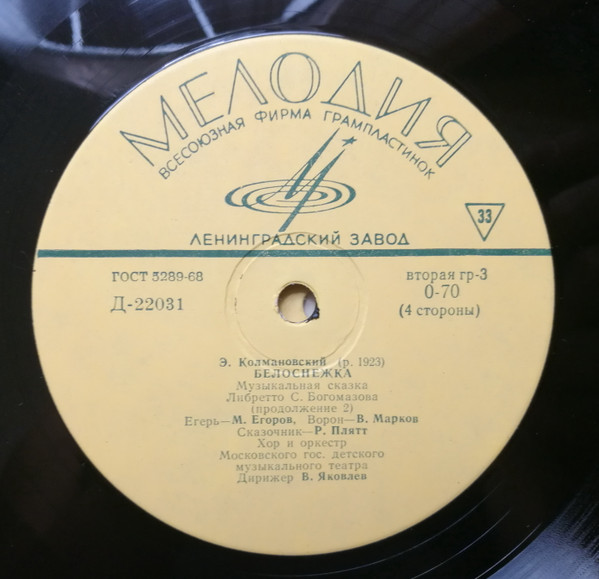 МЕЛОДИЯ
ВСЕСОЮЗНАЯ ФИРМА ГРАМПЛАСТИНОК
33
ЛЕНИНГРАДСКИЙ ЗАВОД
ГОСТ 5289-68
Д-22031
вторая гр-3
0-70
(4 стороны)
Э. Колмановский (р. 1923)
БЕЛОСНЕЖКА
Музыкальная сказка
Либретто С. Богомазова
(продолжение 2)
Егерь—М. Егоров, Ворон—В. Марков
Сказочник—Р. Плятт
Хор и оркестр
Московского гос. детского
музыкального театра
Дирижер В. Яковлев